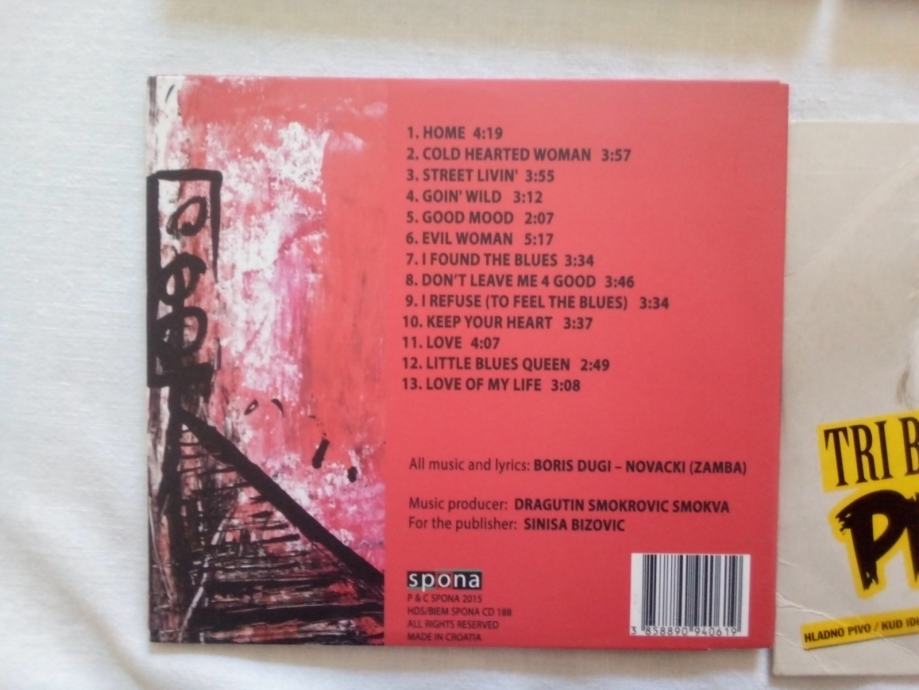 1. HOME 4:19
2. COLD HEARTED WOMAN 3:57
3. STREET LIVIN' 3:55
4. GOIN' WILD 3:12
5. GOOD MOOD 2:07
6. EVIL WOMAN 5:17
7. I FOUND THE BLUES 3:34
8. DON'T LEAVE ME 4 GOOD 3:46
9. I REFUSE (TO FEEL THE BLUES) 3:34
10. KEEP YOUR HEART 3:37
11. LOVE 4:07
12. LITTLE BLUES QUEEN 2:49
13. LOVE OF MY LIFE 3:08
All music and lyrics: BORIS DUGI – NOVACKI (ZAMBA)
Music producer: DRAGUTIN SMOKROVIC SMOKVA
For the publisher: SINISA BIZOVIC
spona
P & C SPONA 2015
HDS/BIEM SPONA CD 188
ALL RIGHTS RESERVED
MADE IN CROATIA
3 858890 940619
TRI B
HLADNO PIVO / KUD